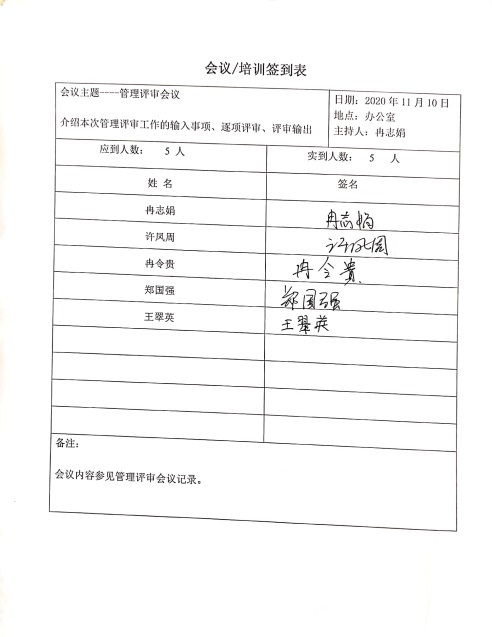 会议/培训签到表
会议主题----管理评审会议
介绍本次管理评审工作的输入事项、逐项评审、评审输出
日期：2020 年 11 月 10 日
地点：办公室
主持人：冉志娟
应到人数： 5 人 实到人数： 5 人
姓 名 签名
冉志娟 冉志娟
许凤周 许凤周
冉令贵 冉令贵
郑国强 郑国强
王翠英 王翠英
备注：
会议内容参见管理评审会议记录。